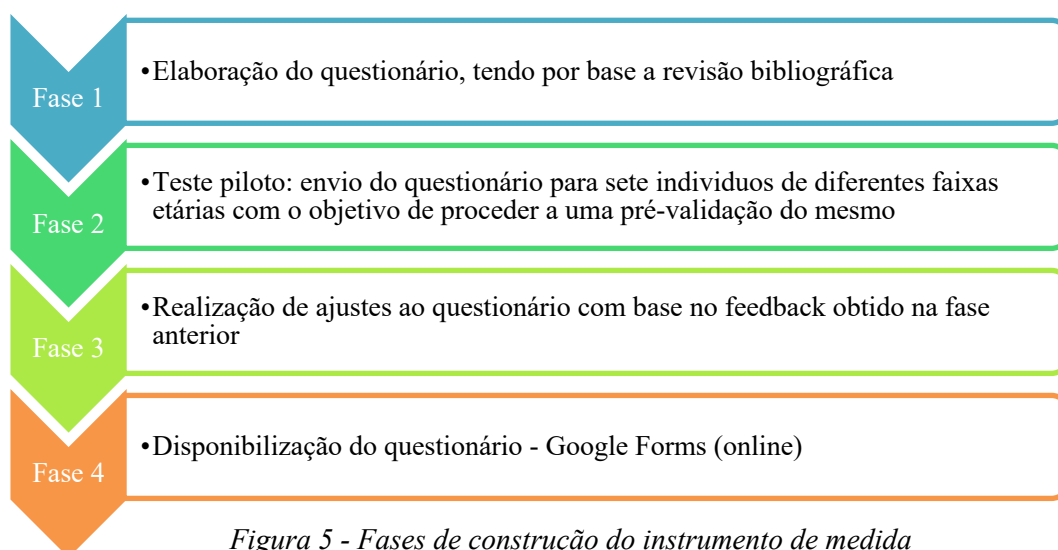 Fase 1
•Elaboração do questionário, tendo por base a revisão bibliográfica
Fase 2
•Teste piloto: envio do questionário para sete individuos de diferentes faixas
etárias com o objetivo de proceder a uma pré-validação do mesmo
Fase 3
•Realização de ajustes ao questionário com base no feedback obtido na fase
anterior
Fase 4
•Disponibilização do questionário - Google Forms (online)
Figura 5 - Fases de construção do instrumento de medida